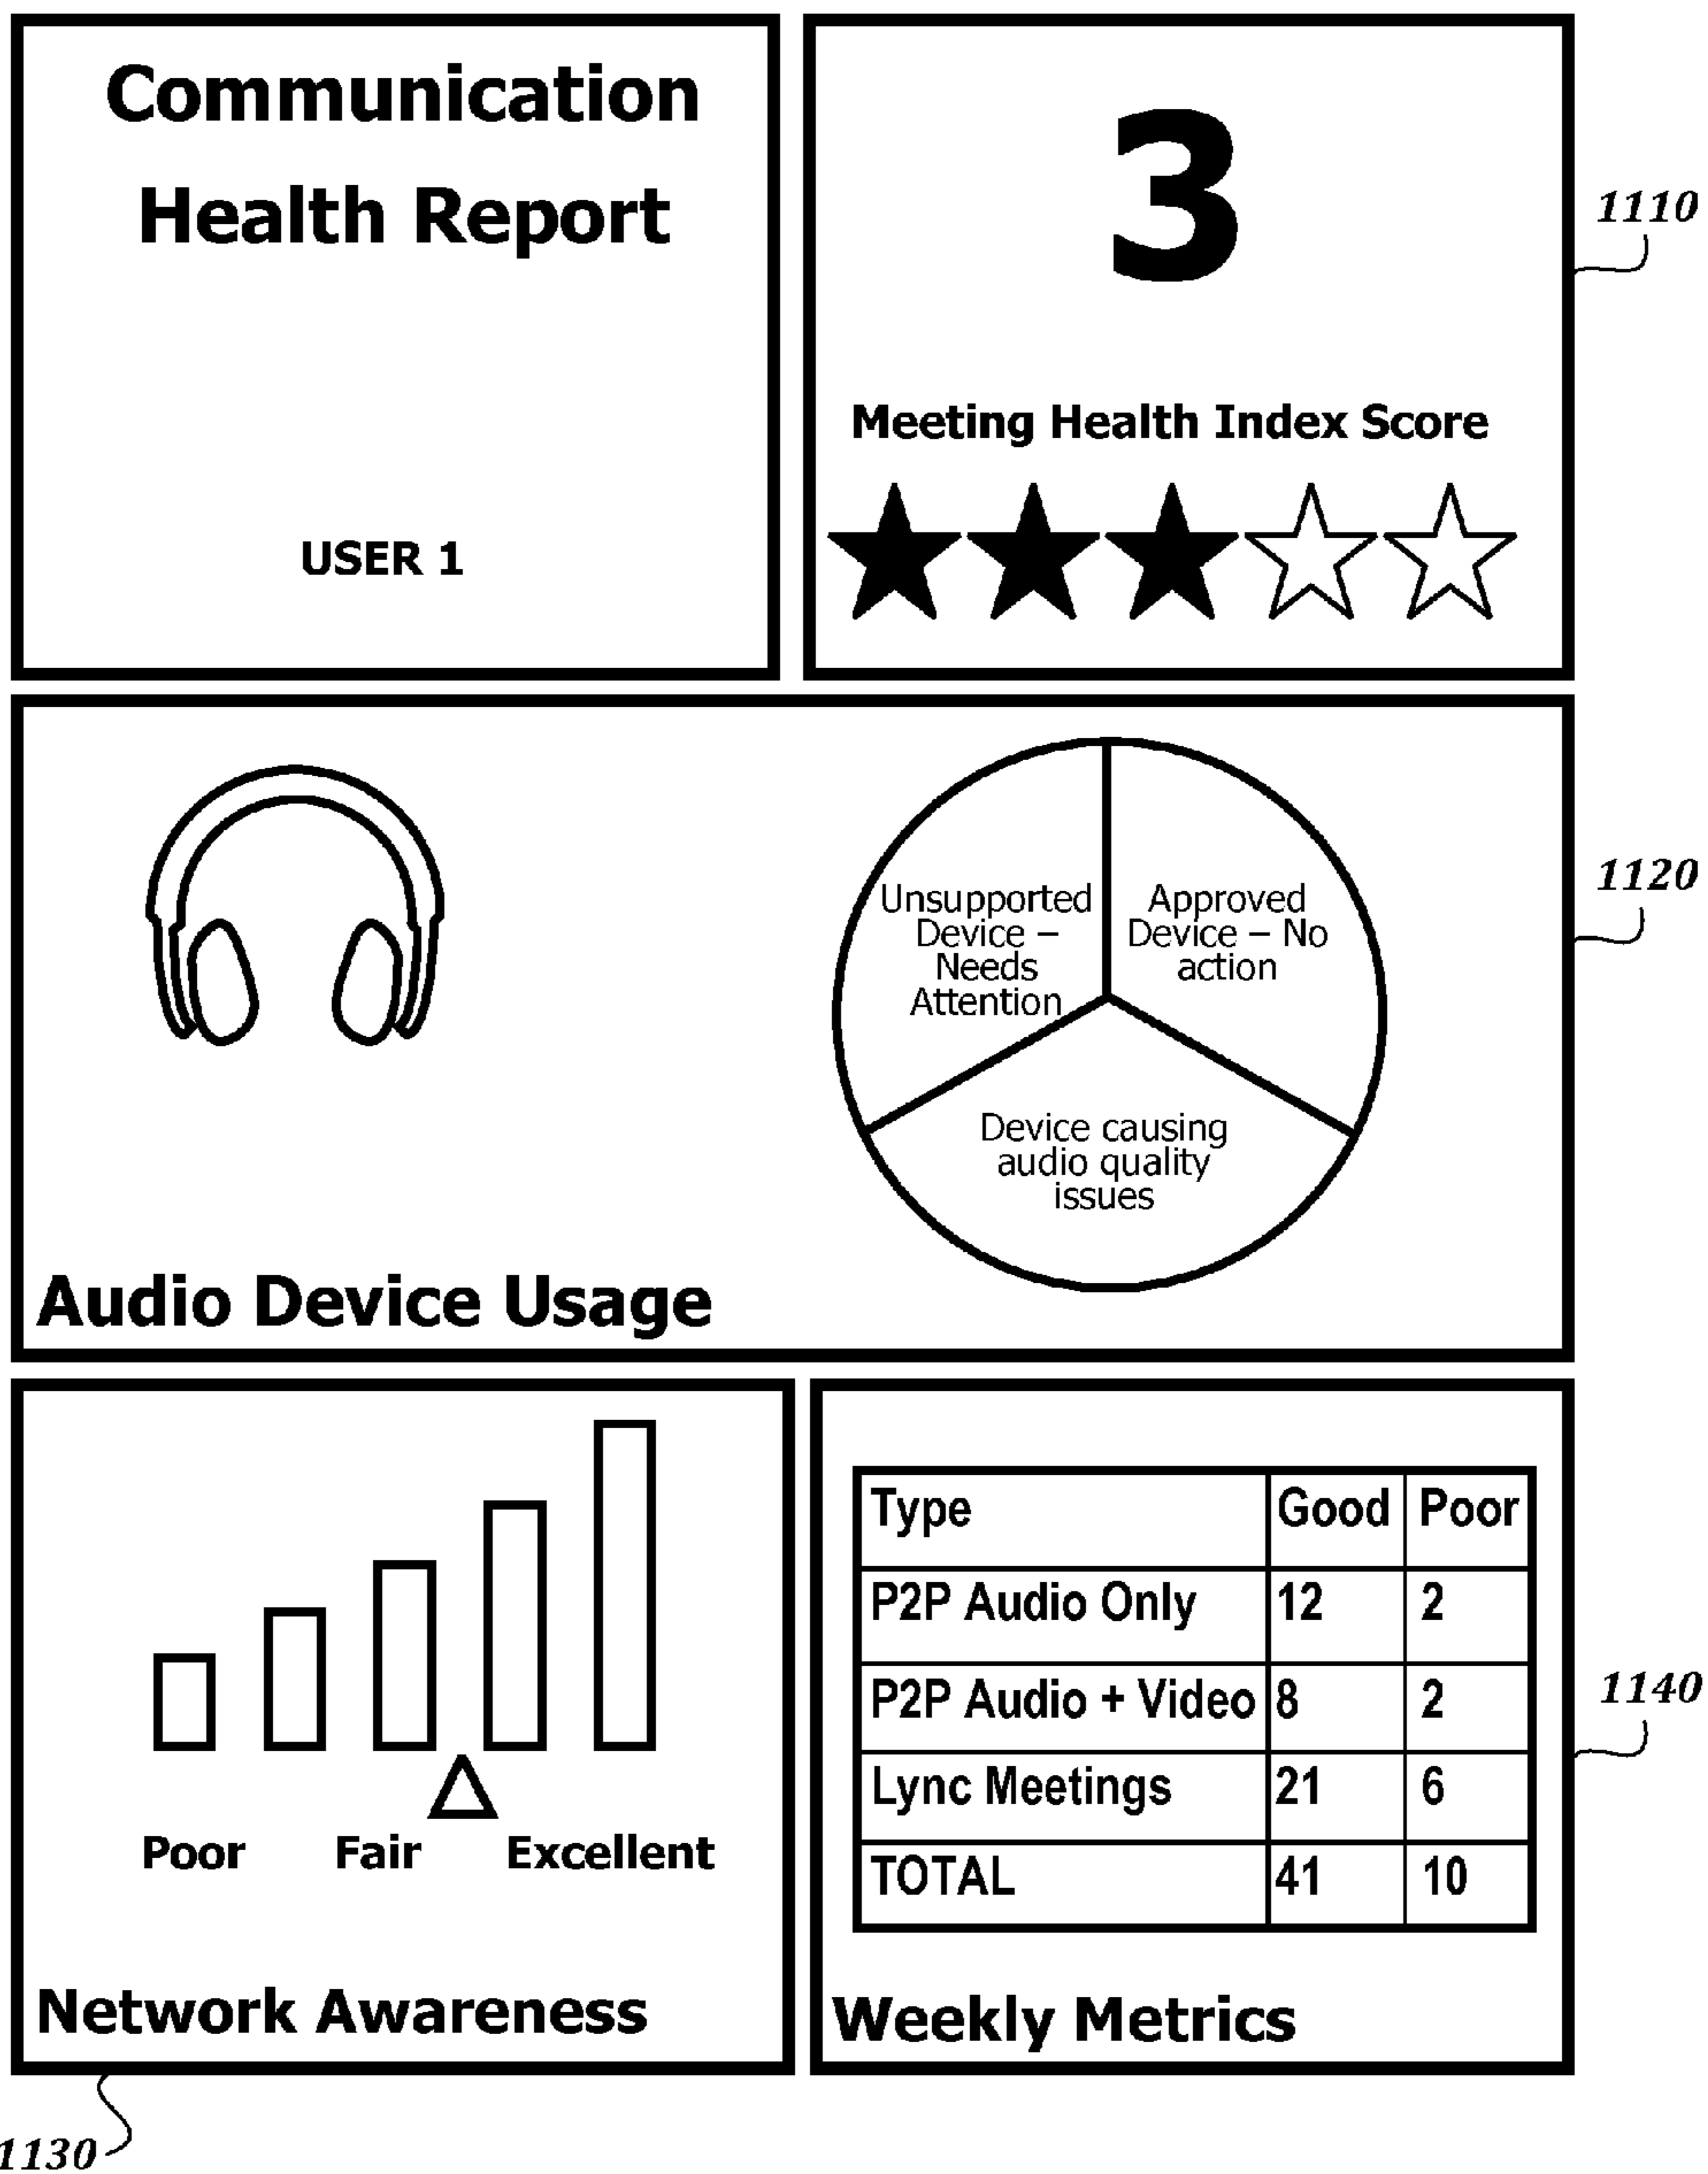 Communication
Health Report
USER 1
3
Meeting Health Index Score
1110
Unsupported
Device –
Needs
Attention
Approved
Device – No
action
Device causing
audio quality
issues
Audio Device Usage
1120
Poor Fair Excellent
Network Awareness
1130
Type Good Poor
P2P Audio Only 12 2
P2P Audio + Video 8 2
Lync Meetings 21 6
TOTAL 41 10
Weekly Metrics
1140